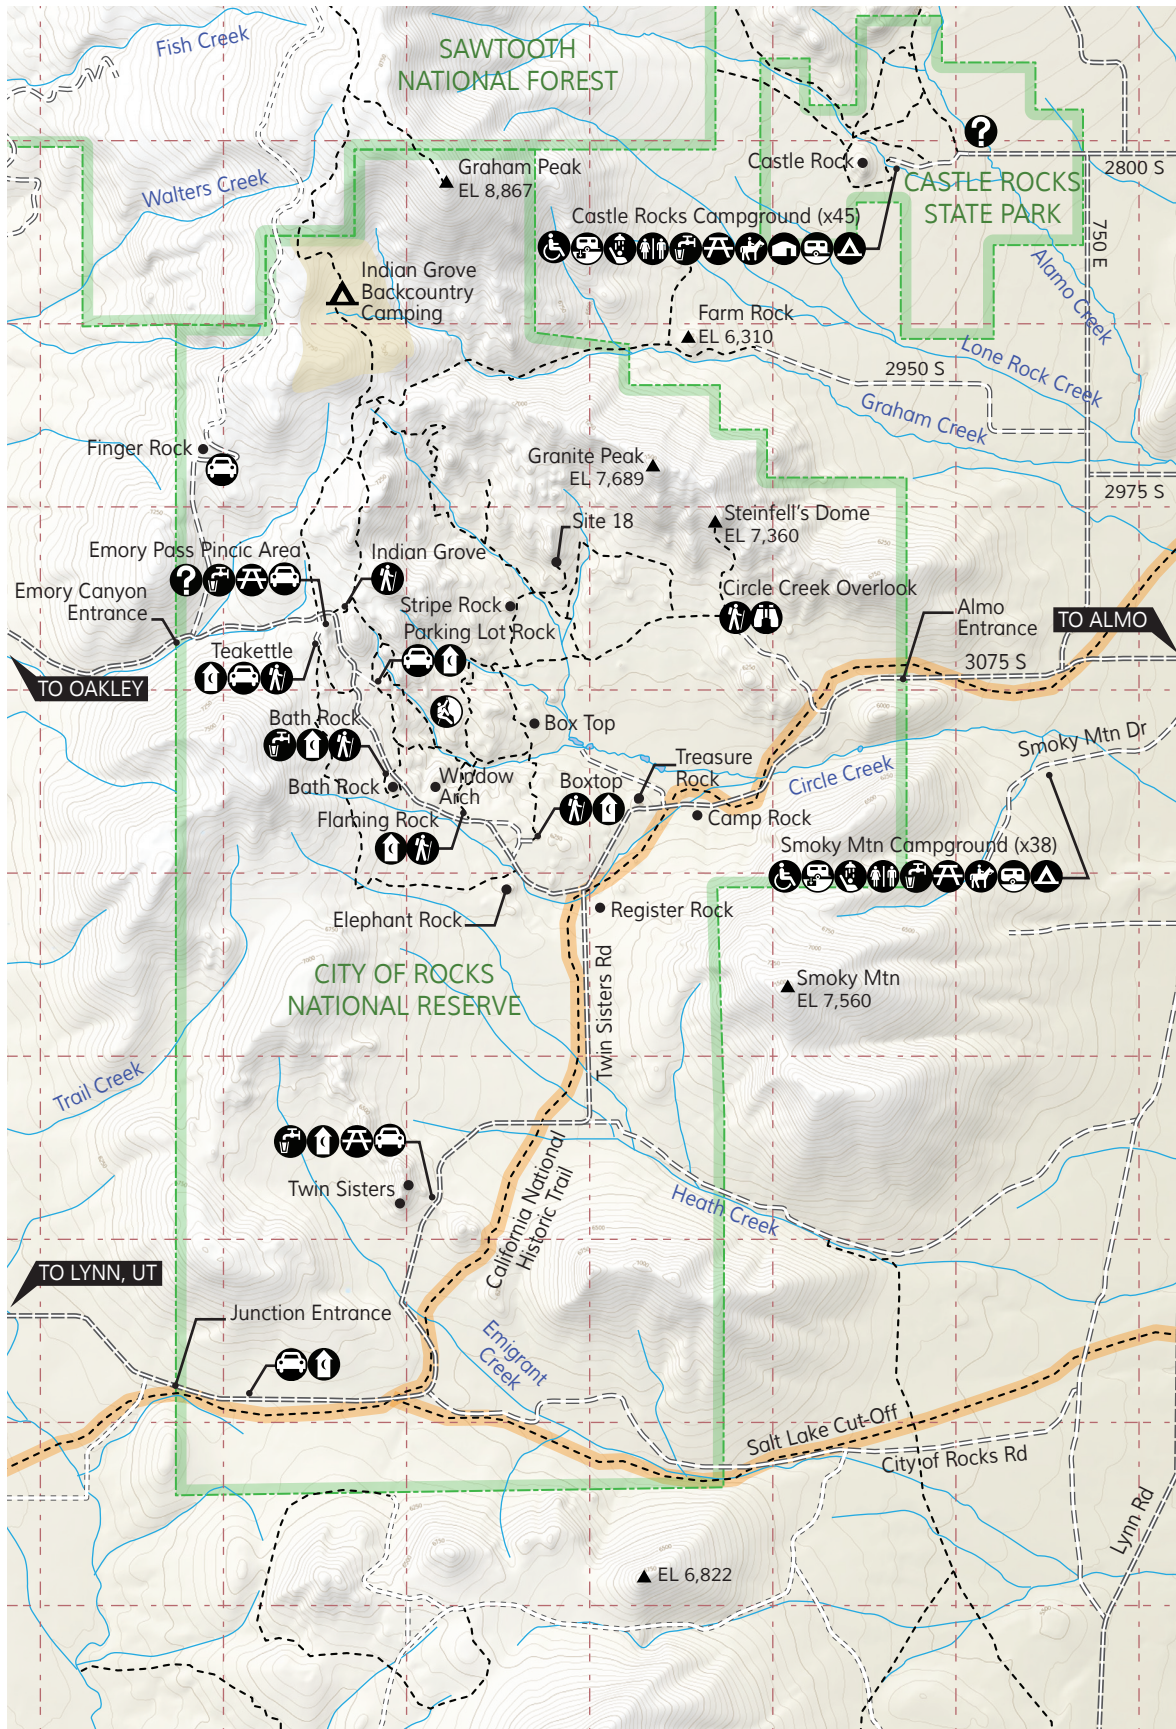 Fish Creek
SAWTOOTH
NATIONAL FOREST
Walters Creek
Graham Peak
EL 8,867
Castle Rock
2800 S
CASTLE ROCKS
STATE PARK
Castle Rocks Campground (x45)
750 E
Alamo Creek
Indian Grove
Backcountry
Camping
Farm Rock
EL 6,310
Lone Rock Creek
2950 S
Graham Creek
Finger Rock
Granite Peak
EL 7,689
2975 S
Steinfell's Dome
EL 7,360
Site 18
Emory Pass Pincic Area
Indian Grove
Emory Canyon
Entrance
Stripe Rock
Circle Creek Overlook
Almo
Entrance
TO ALMO
Parking Lot Rock
Teakettle
3075 S
TO OAKLEY
Bath Rock
Box Top
Smoky Mtn Dr
Treasure
Rock
Circle Creek
Bath Rock
Window
Arch
Boxtop
Flaming Rock
Camp Rock
Smoky Mtn Campground (x38)
Elephant Rock
Register Rock
CITY OF ROCKS
NATIONAL RESERVE
Twin Sisters Rd
Smoky Mtn
EL 7,560
Trail Creek
California National
Historic Trail
Twin Sisters
Heath Creek
TO LYNN, UT
Junction Entrance
Emigrant
Creek
Salt Lake Cut-Off
City of Rocks Rd
Lynn Rd
EL 6,822